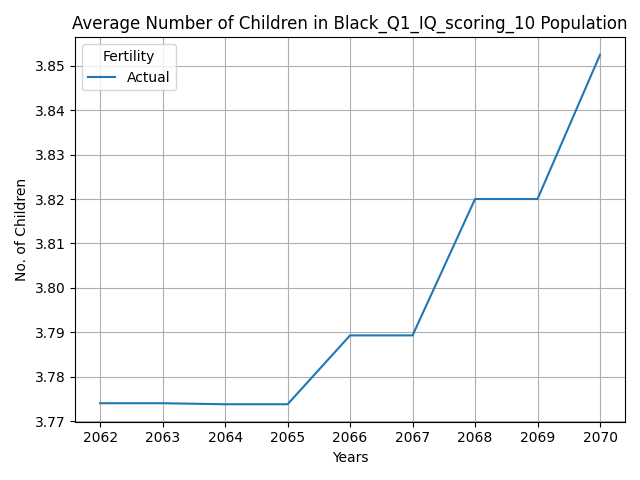 Average Number of Children in Black_Q1_IQ_scoring_10 Population
Fertility
Actual
3.85
3.84
3.83
3.82
3.81
3.80
3.79
3.78
3.77
No. of Children
2062 2063 2064 2065 2066 2067 2068 2069 2070
Years